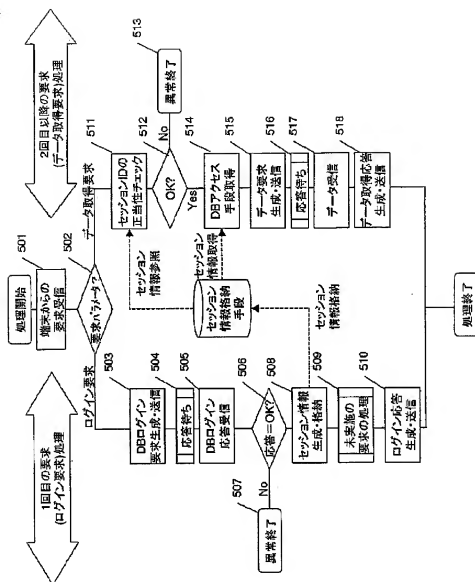 1回目の要求
(ログイン要求)処理
2回目以降の要求
(データ取得要求)処理
処理開始
501
端末からの
要求受信
502
要求パラメータ?
ログイン要求
データ取得要求
503
DBログイン
要求生成・送信
504
応答待ち
505
DBログイン
応答受信
506
応答=OK?
No
507
異常終了
508
セッション情報
生成・格納
509
未実施の
要求の処理
510
ログイン応答
生成・送信
セッション
情報参照
セッション
情報格納
手段
セッション
情報取得
セッション
情報格納
511
セッションIDの
正当性チェック
512
OK?
No
513
異常終了
Yes
514
DBアクセス
手段取得
515
データ要求
生成・送信
516
応答待ち
517
データ受信
518
データ取得応答
生成・送信
処理終了